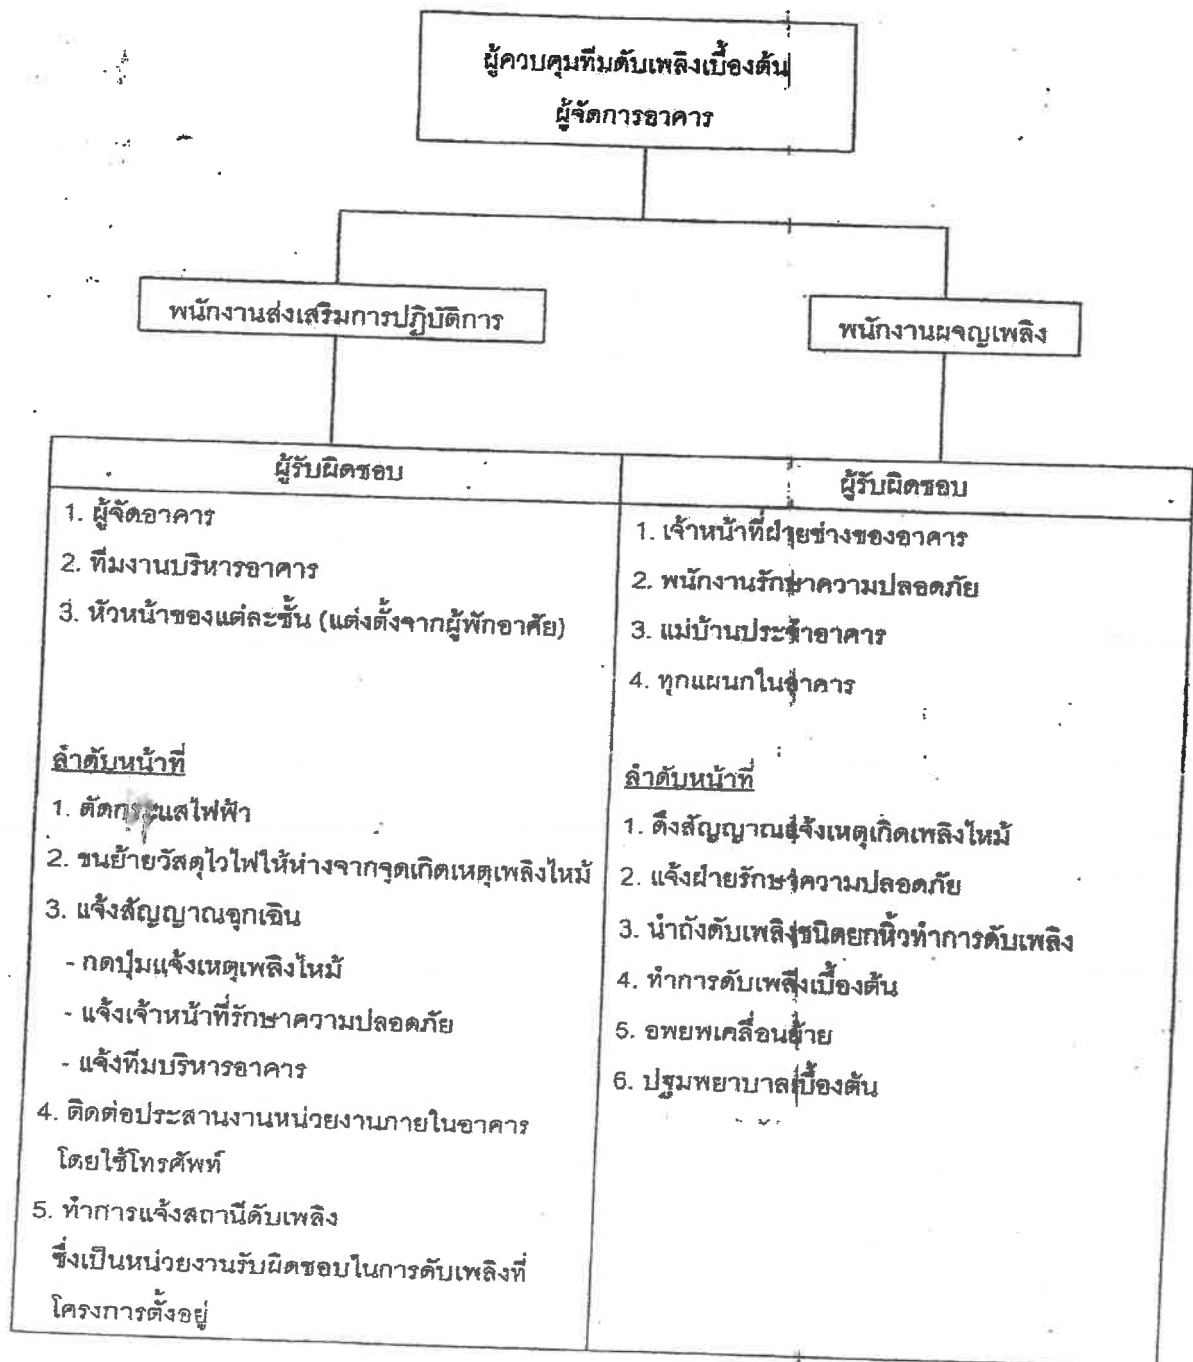 ผู้ควบคุมทีมดับเพลิงเบื้องต้น
ผู้จัดการอาคาร
พนักงานส่งเสริมการปฏิบัติการ
พนักงานผจญเพลิง
ผู้รับผิดชอบ
1. ผู้จัดอาคาร
2. ทีมงานบริหารอาคาร
3. หัวหน้าของแต่ละชั้น (แต่งตั้งจากผู้พักอาศัย)
ลำดับหน้าที่
1. ตัดกระแสไฟฟ้า
2. ขนย้ายวัสดุไวไฟให้ห่างจากจุดเกิดเหตุเพลิงไหม้
3. แจ้งสัญญาณฉุกเฉิน
- กดปุ่มแจ้งเหตุเพลิงไหม้
- แจ้งเจ้าหน้าที่รักษาความปลอดภัย
- แจ้งทีมบริหารอาคาร
4. ติดต่อประสานงานหน่วยงานภายในอาคาร
โดยใช้โทรศัพท์
5. ทำการแจ้งสถานีดับเพลิง
ซึ่งเป็นหน่วยงานรับผิดชอบในการดับเพลิงที่
โครงการตั้งอยู่
ผู้รับผิดชอบ
1. เจ้าหน้าที่ฝ่ายช่างของอาคาร
2. พนักงานรักษาความปลอดภัย
3. แม่บ้านประจำอาคาร
4. ทุกแผนกในอาคาร
ลำดับหน้าที่
1. ดึงสัญญาณแจ้งเหตุเกิดเพลิงไหม้
2. แจ้งฝ่ายรักษาความปลอดภัย
3. นำถังดับเพลิงชนิดยกหิ้วทำการดับเพลิง
4. ทำการดับเพลิงเบื้องต้น
5. อพยพเคลื่อนย้าย
6. ปฐมพยาบาลเบื้องต้น